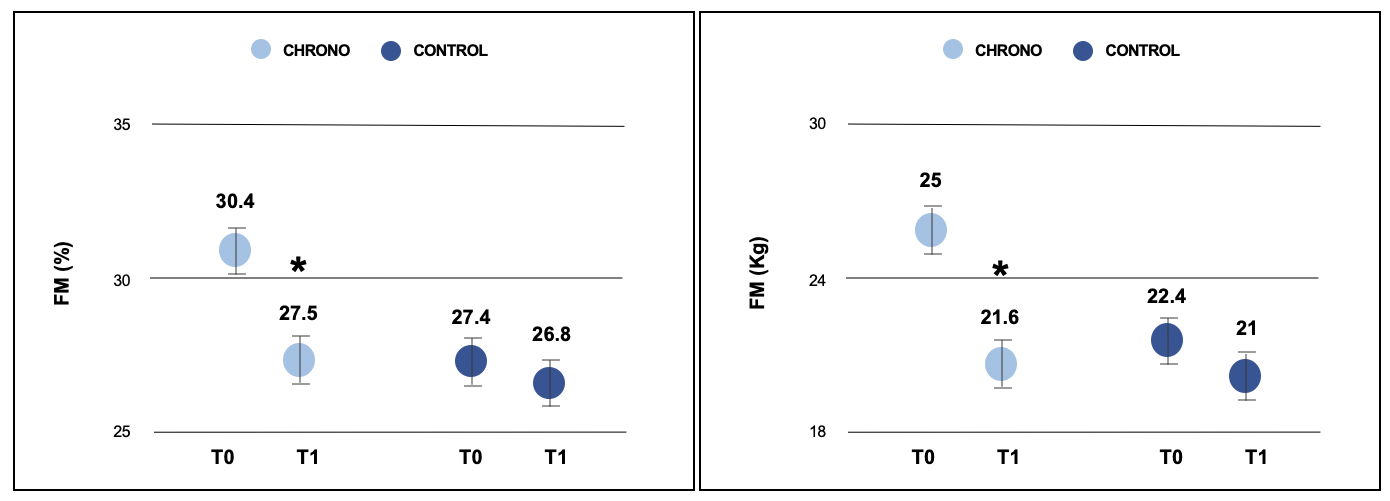 CHRONO CONTROL
35
30.4
FM (%)
30
*
27.5
27.4
26.8
25
T0 T1 T0 T1
CHRONO CONTROL
30
25
FM (Kg)
24
*
22.4
21.6
21
18
T0 T1 T0 T1